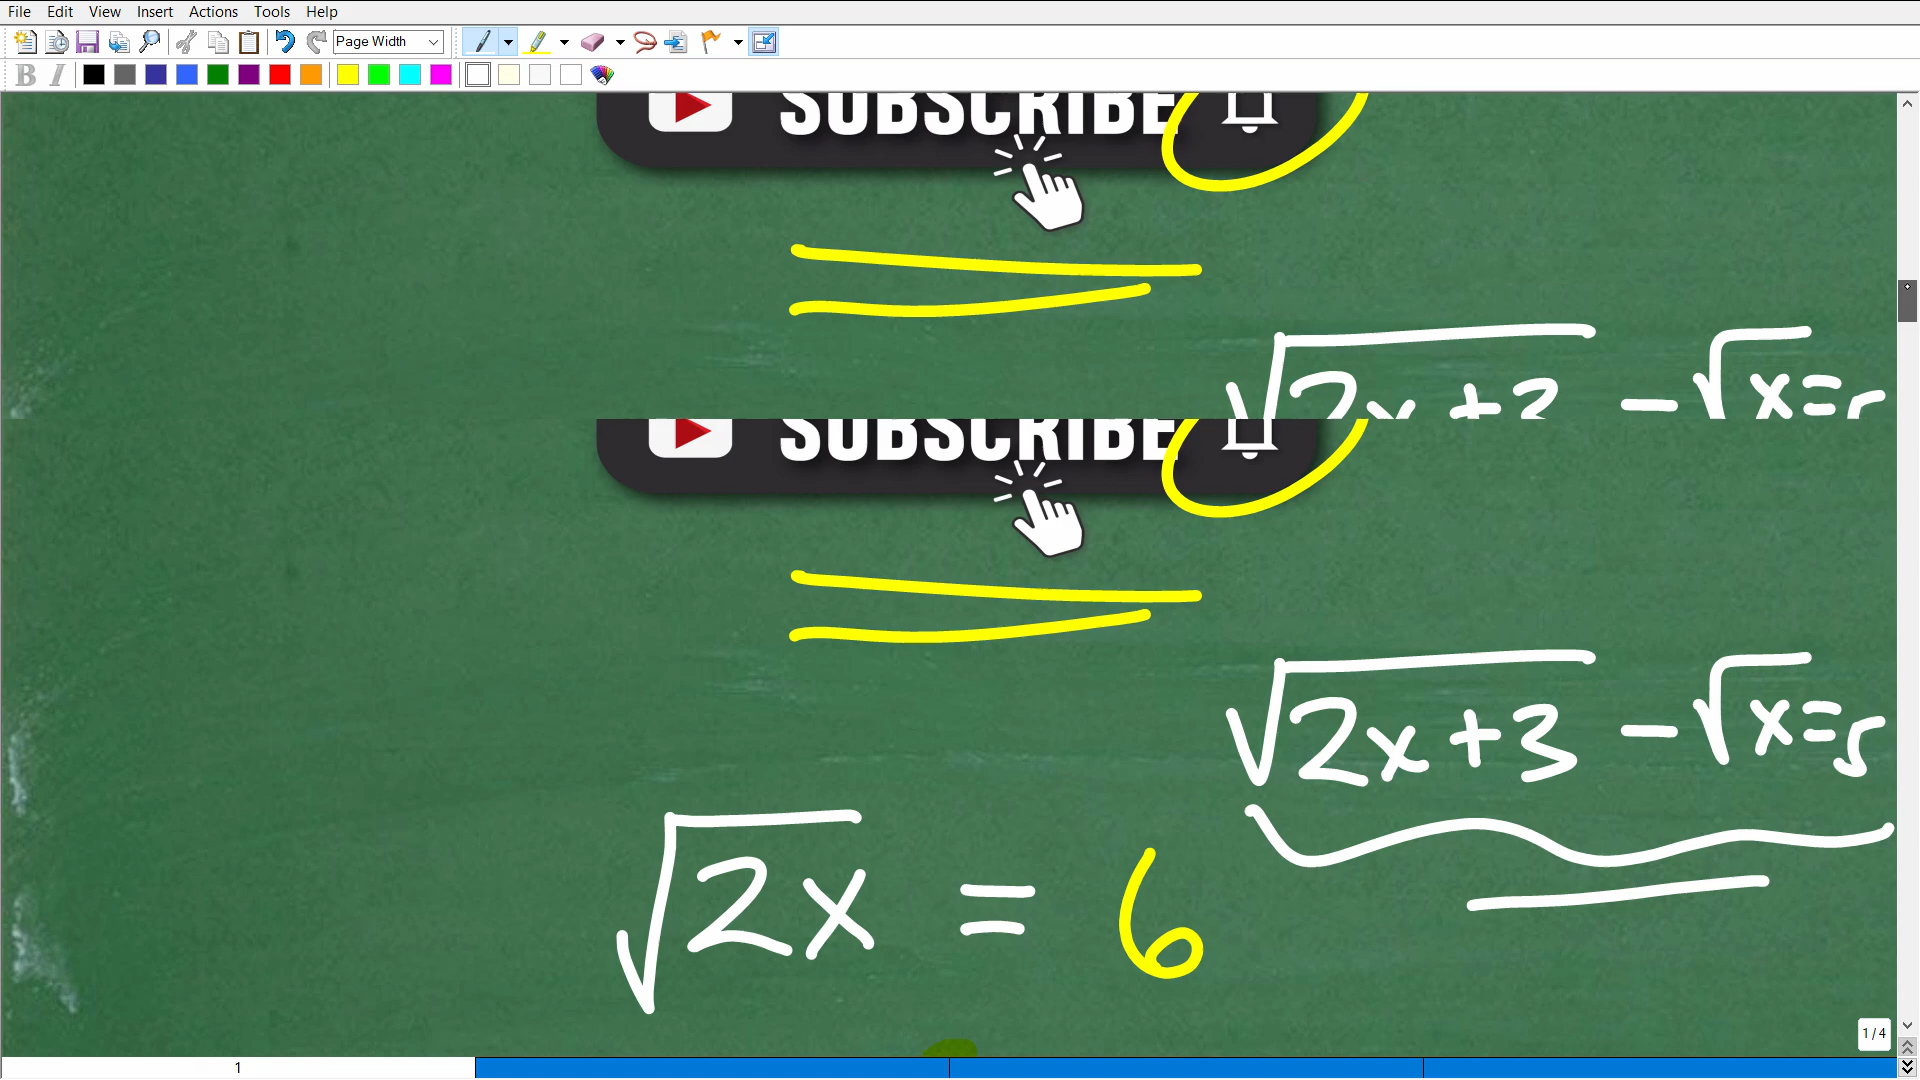 File Edit View Insert Actions Tools Help
Page Width
B I
SUBSCRIBE
SUBSCRIBE
√2x + 3 − √x = 5
√2x = 6
1 / 4
1